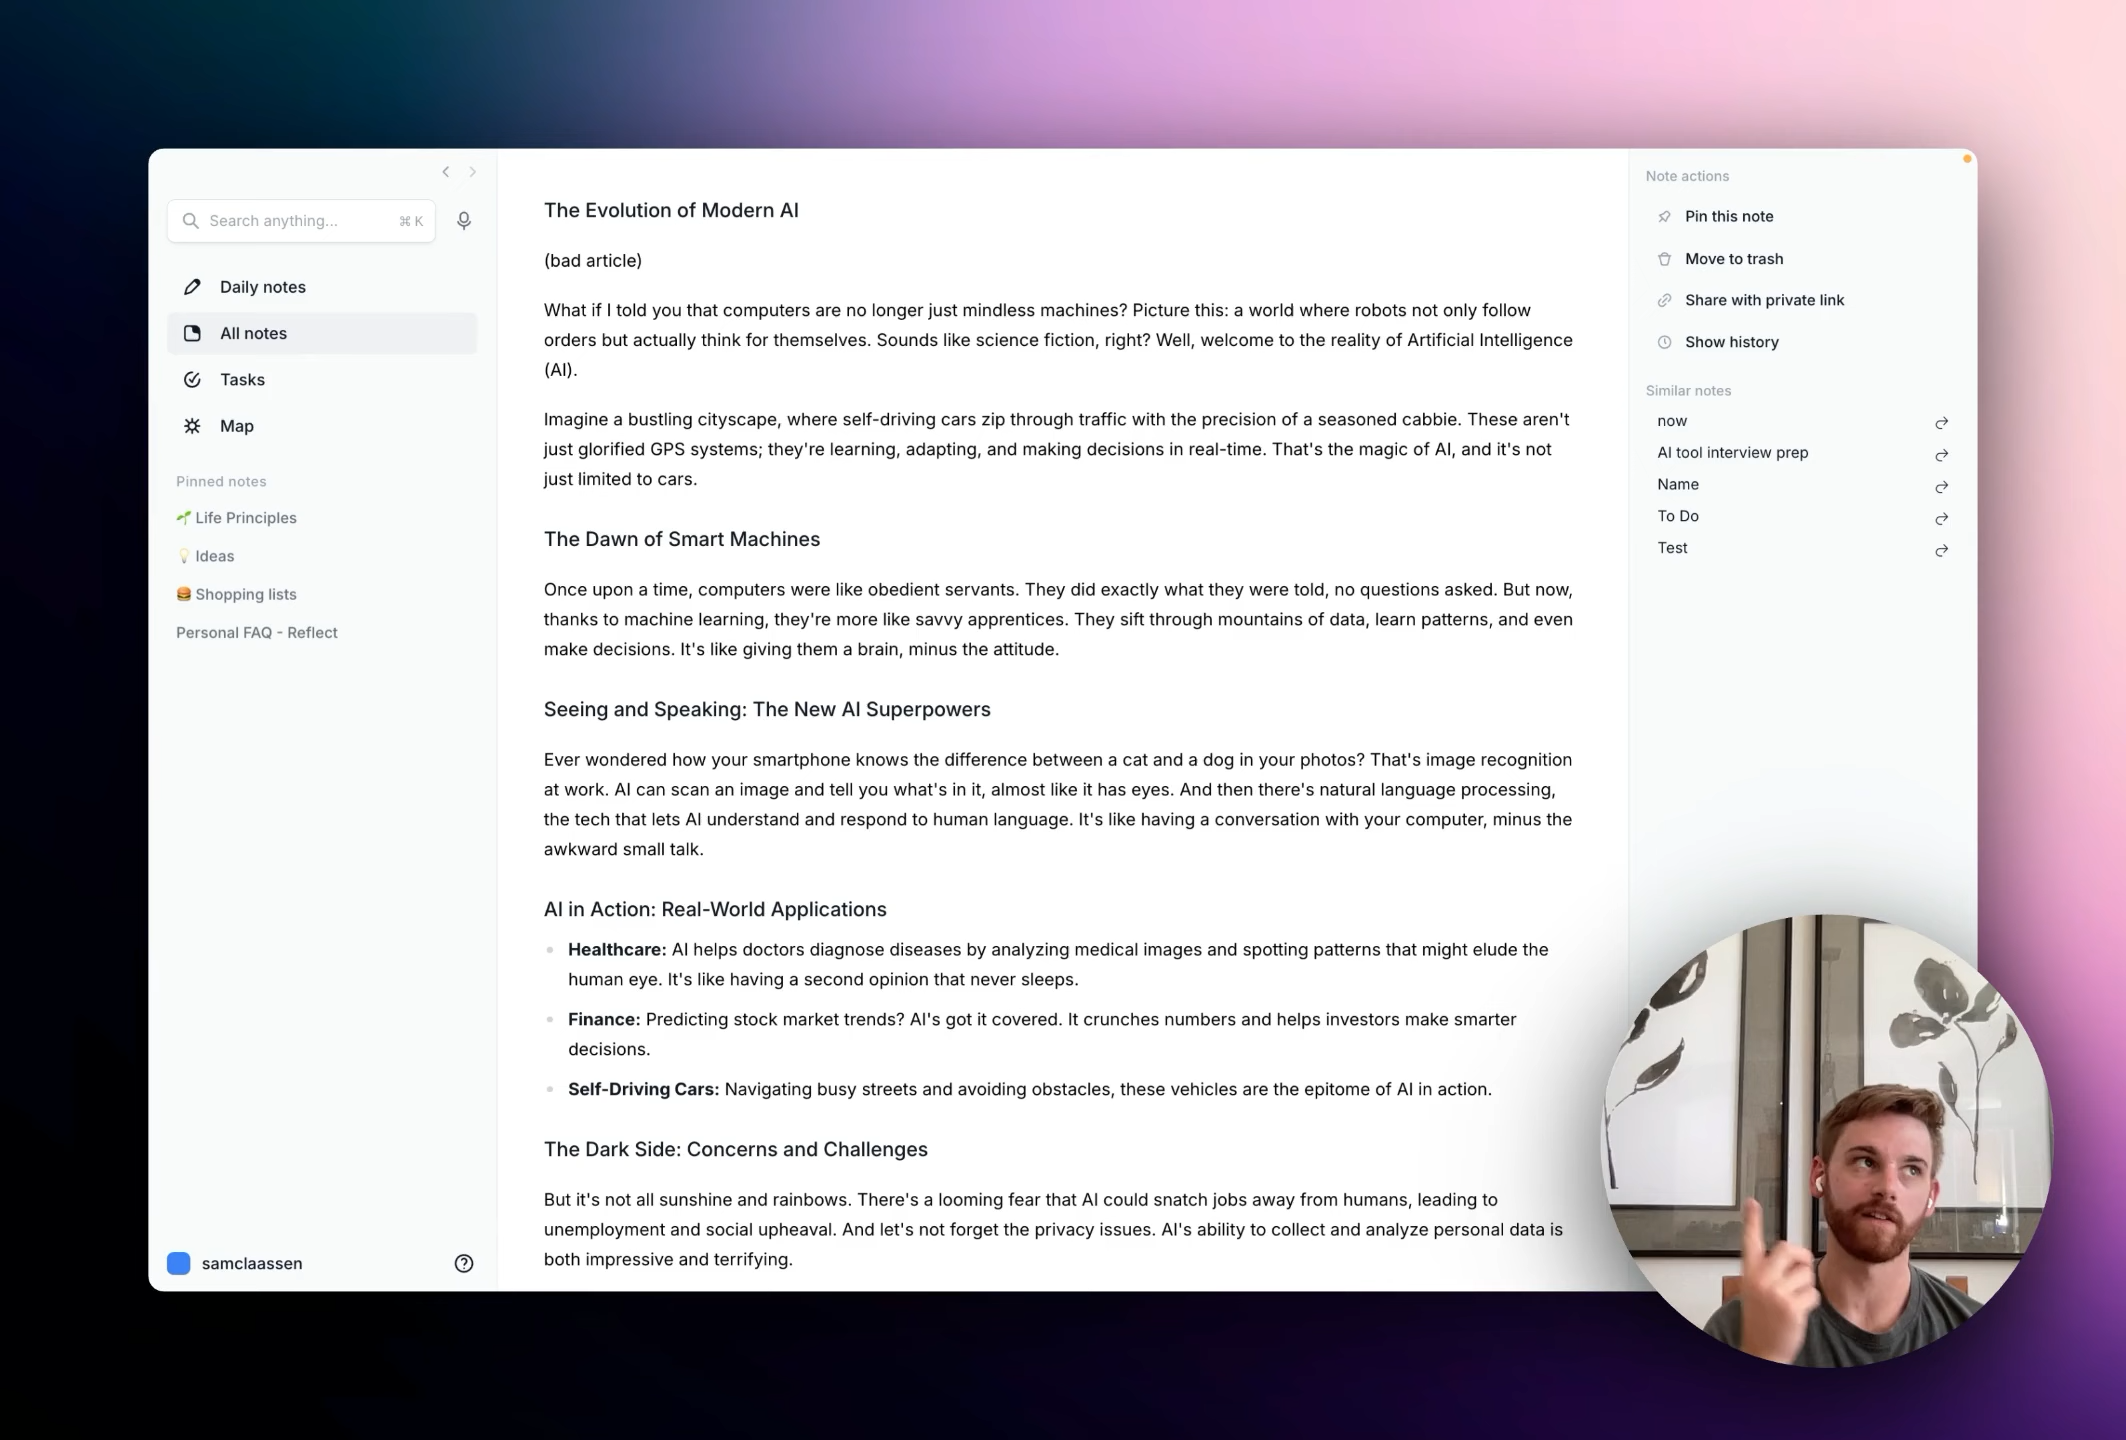 Search anything... ⌘ K
Daily notes
All notes
Tasks
Map
Pinned notes
🌱 Life Principles
💡 Ideas
🍔 Shopping lists
Personal FAQ - Reflect
samclaassen
The Evolution of Modern AI
(bad article)
What if I told you that computers are no longer just mindless machines? Picture this: a world where robots not only follow
orders but actually think for themselves. Sounds like science fiction, right? Well, welcome to the reality of Artificial Intelligence
(AI).
Imagine a bustling cityscape, where self-driving cars zip through traffic with the precision of a seasoned cabbie. These aren't
just glorified GPS systems; they're learning, adapting, and making decisions in real-time. That's the magic of AI, and it's not
just limited to cars.
The Dawn of Smart Machines
Once upon a time, computers were like obedient servants. They did exactly what they were told, no questions asked. But now,
thanks to machine learning, they're more like savvy apprentices. They sift through mountains of data, learn patterns, and even
make decisions. It's like giving them a brain, minus the attitude.
Seeing and Speaking: The New AI Superpowers
Ever wondered how your smartphone knows the difference between a cat and a dog in your photos? That's image recognition
at work. AI can scan an image and tell you what's in it, almost like it has eyes. And then there's natural language processing,
the tech that lets AI understand and respond to human language. It's like having a conversation with your computer, minus the
awkward small talk.
AI in Action: Real-World Applications
Healthcare: AI helps doctors diagnose diseases by analyzing medical images and spotting patterns that might elude the
human eye. It's like having a second opinion that never sleeps.
Finance: Predicting stock market trends? AI's got it covered. It crunches numbers and helps investors make smarter
decisions.
Self-Driving Cars: Navigating busy streets and avoiding obstacles, these vehicles are the epitome of AI in action.
The Dark Side: Concerns and Challenges
But it's not all sunshine and rainbows. There's a looming fear that AI could snatch jobs away from humans, leading to
unemployment and social upheaval. And let's not forget the privacy issues. AI's ability to collect and analyze personal data is
both impressive and terrifying.
Note actions
Pin this note
Move to trash
Share with private link
Show history
Similar notes
now
AI tool interview prep
Name
To Do
Test